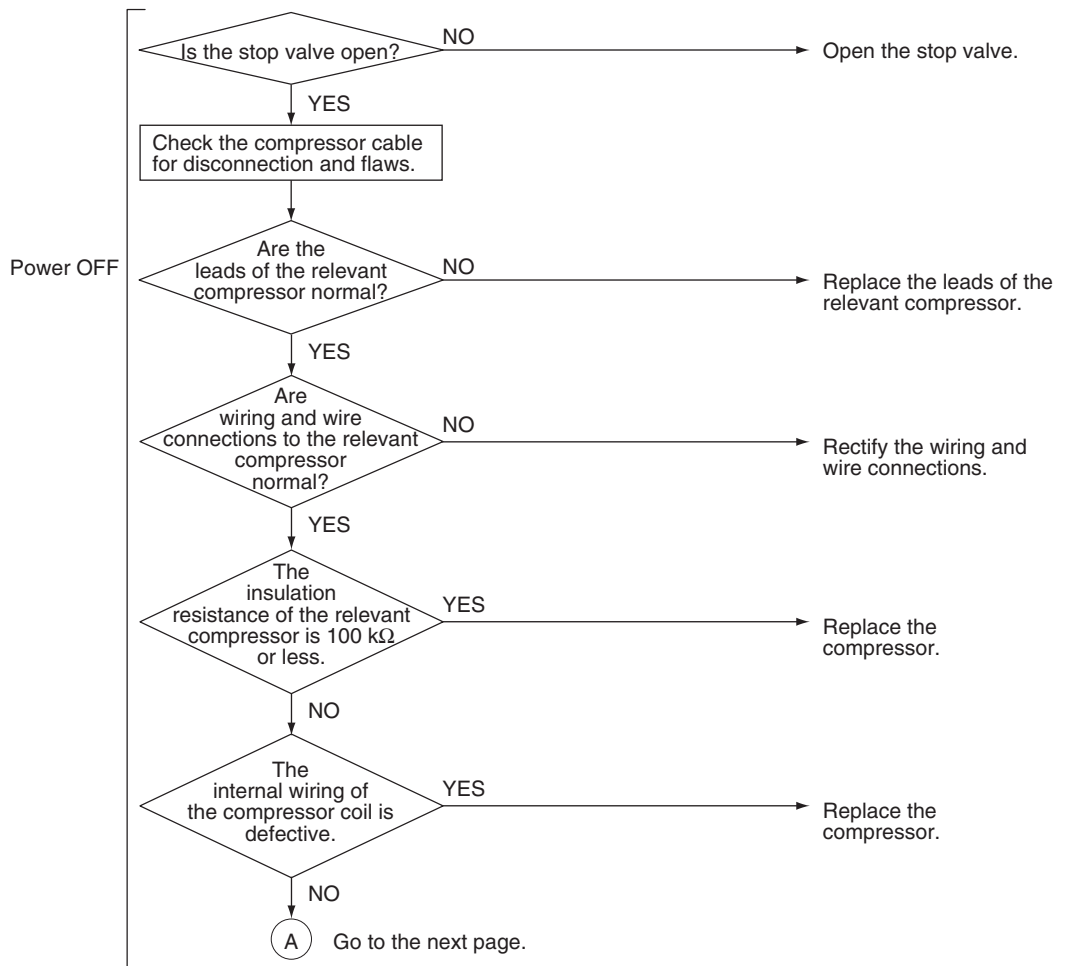 Is the stop valve open?
NO
Open the stop valve.
YES
Check the compressor cable
for disconnection and flaws.
Power OFF
Are the
leads of the relevant
compressor normal?
NO
Replace the leads of the
relevant compressor.
YES
Are
wiring and wire
connections to the relevant
compressor
normal?
NO
Rectify the wiring and
wire connections.
YES
The
insulation
resistance of the relevant
compressor is 100 kΩ
or less.
YES
Replace the
compressor.
NO
The
internal wiring of
the compressor coil is
defective.
YES
Replace the
compressor.
NO
A
Go to the next page.